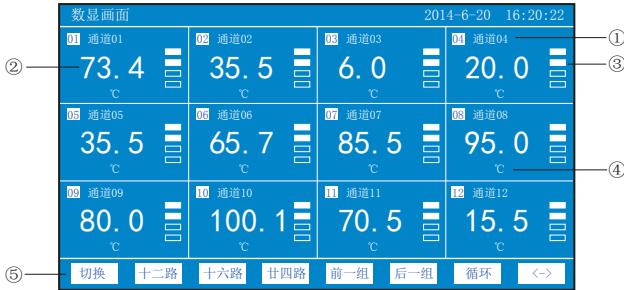 数显画面 2014-6-20 16:20:22
01 通道01 02 通道02 03 通道03 04 通道04 ①
② 73.4 35.5 6.0 20.0 ③
℃ ℃ ℃ ℃
05 通道05 06 通道06 07 通道07 08 通道08
35.5 65.7 85.5 95.0
℃ ℃ ℃ ℃ ④
09 通道09 10 通道10 11 通道11 12 通道12
80.0 100.1 70.5 15.5
℃ ℃ ℃ ℃
⑤ 切换 十二路 十六路 廿四路 前一组 后一组 循环 <->